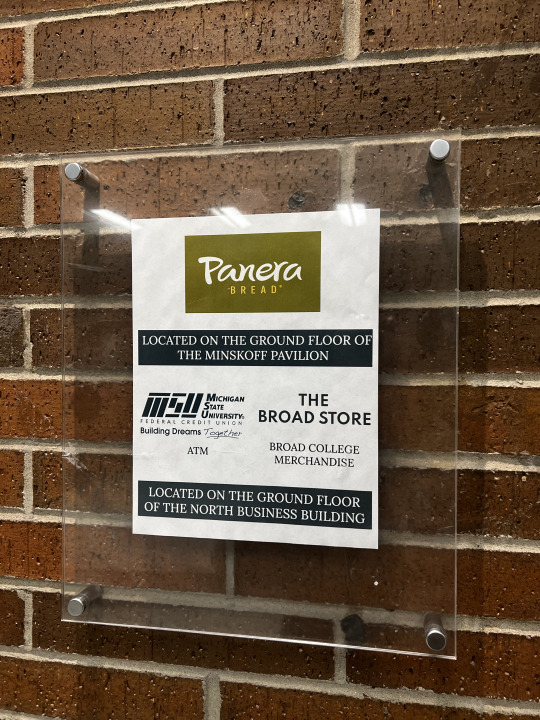 Panera
BREAD®
LOCATED ON THE GROUND FLOOR OF
THE MINSKOFF PAVILION
MSU MICHIGAN
STATE
UNIVERSITY®
FEDERAL CREDIT UNION
Building Dreams Together
ATM
THE
BROAD STORE
BROAD COLLEGE
MERCHANDISE
LOCATED ON THE GROUND FLOOR
OF THE NORTH BUSINESS BUILDING